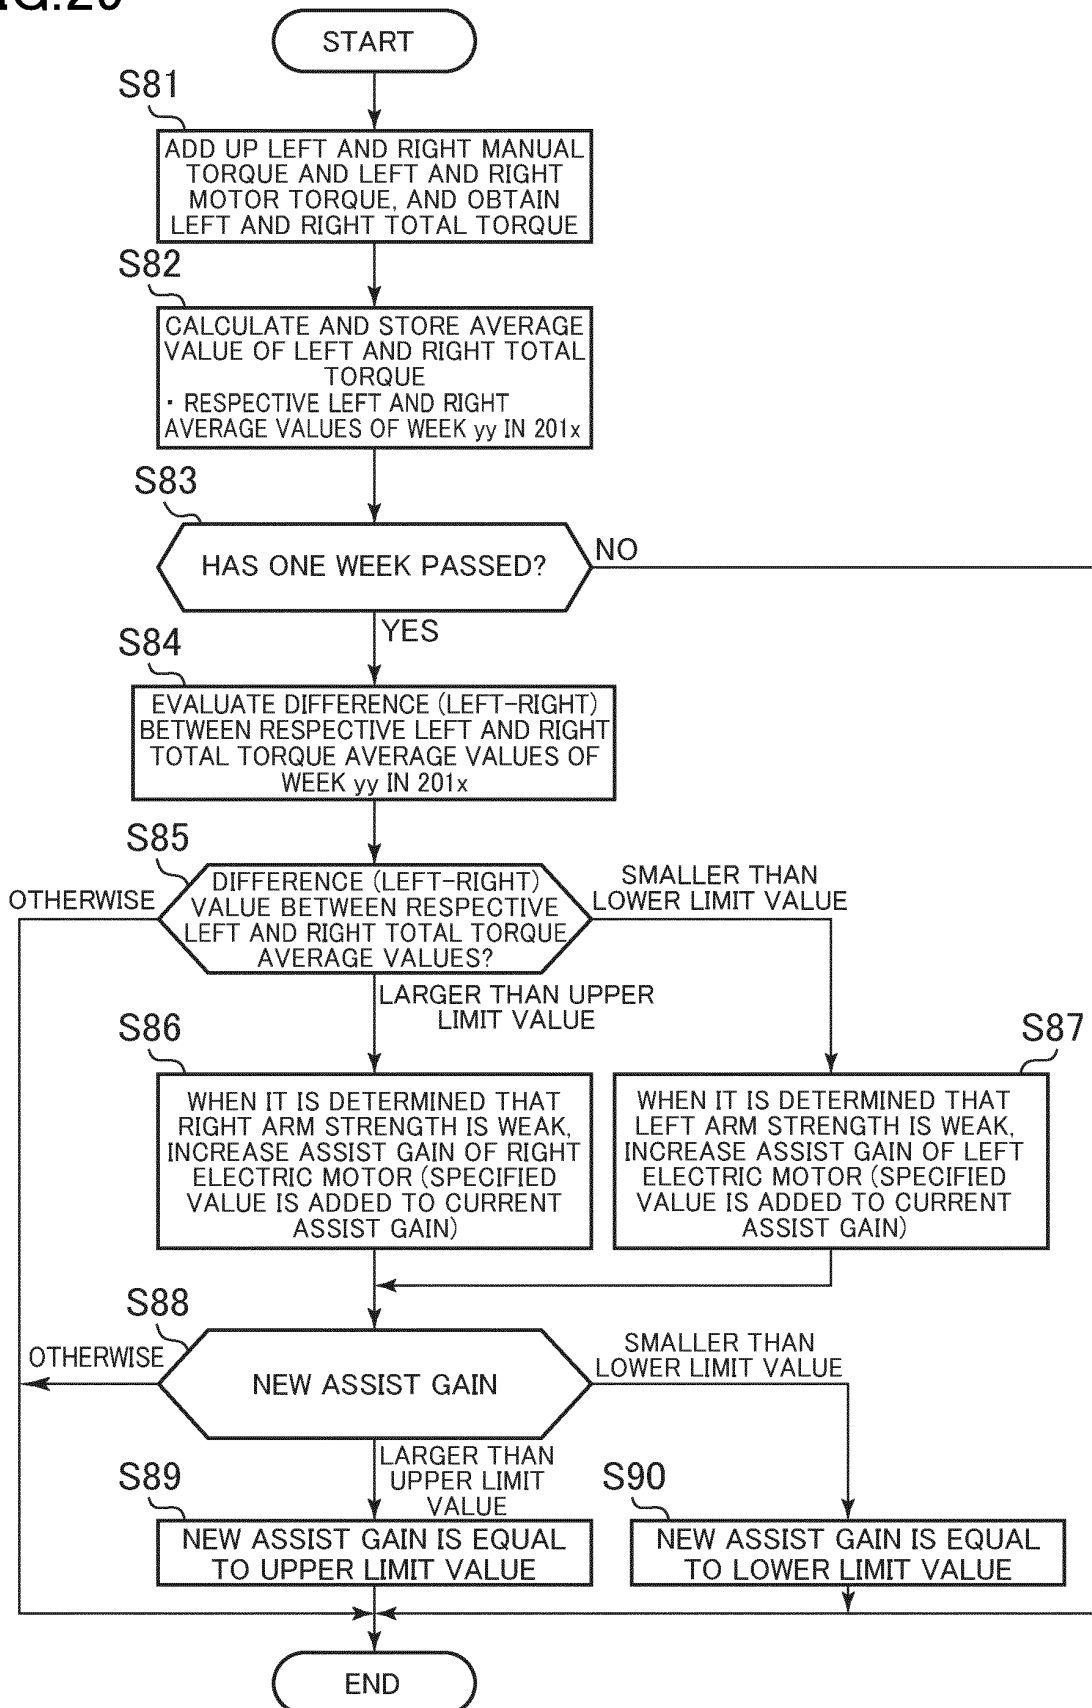 START
S81
ADD UP LEFT AND RIGHT MANUAL
TORQUE AND LEFT AND RIGHT
MOTOR TORQUE, AND OBTAIN
LEFT AND RIGHT TOTAL TORQUE
S82
CALCULATE AND STORE AVERAGE
VALUE OF LEFT AND RIGHT TOTAL
TORQUE
・RESPECTIVE LEFT AND RIGHT
AVERAGE VALUES OF WEEK yy IN 201x
S83
HAS ONE WEEK PASSED?
NO
YES
S84
EVALUATE DIFFERENCE (LEFT-RIGHT)
BETWEEN RESPECTIVE LEFT AND RIGHT
TOTAL TORQUE AVERAGE VALUES OF
WEEK yy IN 201x
S85
OTHERWISE
DIFFERENCE (LEFT-RIGHT)
VALUE BETWEEN RESPECTIVE
LEFT AND RIGHT TOTAL TORQUE
AVERAGE VALUES?
SMALLER THAN
LOWER LIMIT VALUE
LARGER THAN UPPER
LIMIT VALUE
S86
WHEN IT IS DETERMINED THAT
RIGHT ARM STRENGTH IS WEAK,
INCREASE ASSIST GAIN OF RIGHT
ELECTRIC MOTOR (SPECIFIED
VALUE IS ADDED TO CURRENT
ASSIST GAIN)
S87
WHEN IT IS DETERMINED THAT
LEFT ARM STRENGTH IS WEAK,
INCREASE ASSIST GAIN OF LEFT
ELECTRIC MOTOR (SPECIFIED
VALUE IS ADDED TO CURRENT
ASSIST GAIN)
S88
OTHERWISE
NEW ASSIST GAIN
SMALLER THAN
LOWER LIMIT VALUE
LARGER THAN
UPPER LIMIT
VALUE
S89
NEW ASSIST GAIN IS EQUAL
TO UPPER LIMIT VALUE
S90
NEW ASSIST GAIN IS EQUAL
TO LOWER LIMIT VALUE
END